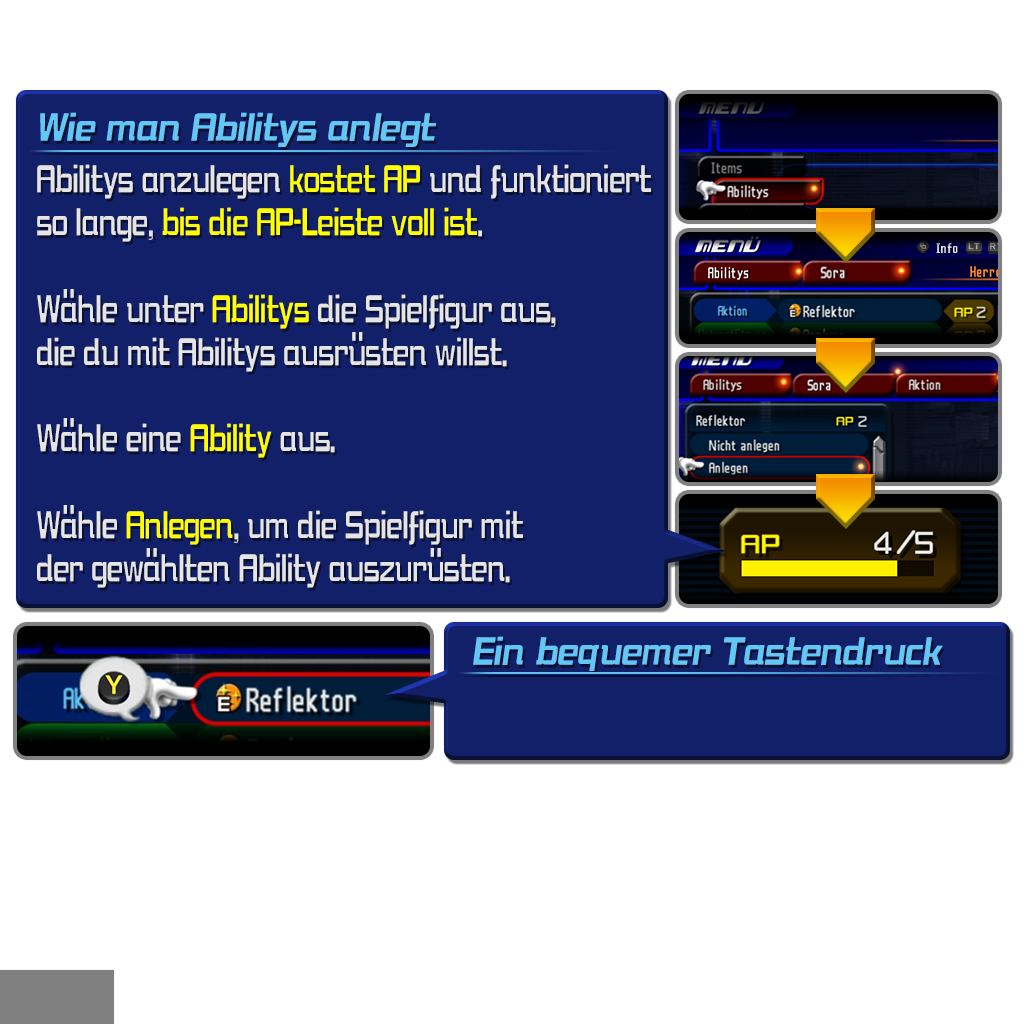 Wie man Abilitys anlegt
Abilitys anzulegen kostet AP und funktioniert
so lange, bis die AP-Leiste voll ist.
Wähle unter Abilitys die Spielfigur aus,
die du mit Abilitys ausrüsten willst.
Wähle eine Ability aus.
Wähle Anlegen, um die Spielfigur mit
der gewählten Ability auszurüsten.
MENÜ
Items
Abilitys
MENÜ
Info LT
Abilitys Sora
Aktion Reflektor AP 2
MENÜ
Abilitys Sora Aktion
Reflektor AP 2
Nicht anlegen
Anlegen
AP 4/5
Y
Reflektor
Ein bequemer Tastendruck